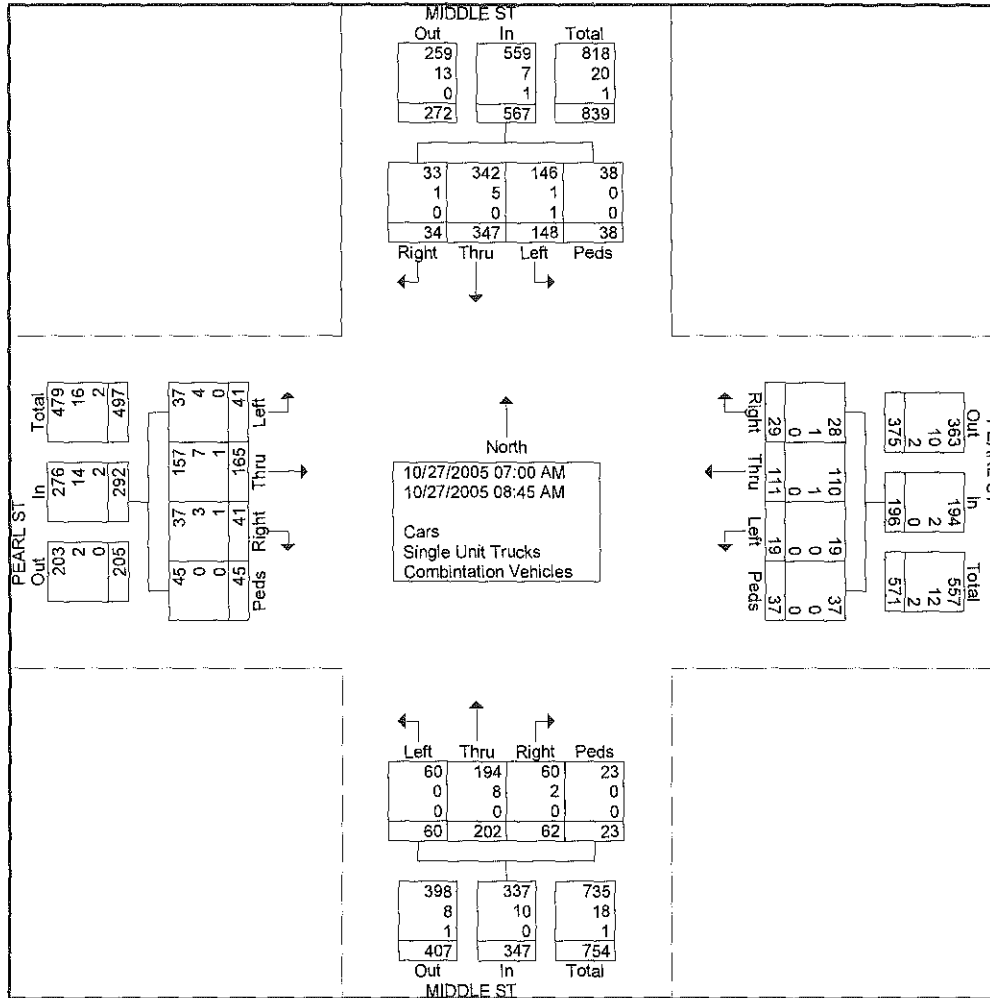 MIDDLE ST
Out In Total
259 559 818
13 7 20
0 1 1
272 567 839
33 342 146 38
1 5 1 0
0 0 1 0
34 347 148 38
Right Thru Left Peds
PEARL ST
Total In Out
479 276 203
16 14 2
2 2 0
497 292 205
37 157 37 45
4 7 3 0
0 1 1 0
41 165 41 45
Left Thru Right Peds
North
10/27/2005 07:00 AM
10/27/2005 08:45 AM
Cars
Single Unit Trucks
Combintation Vehicles
Right Thru Left Peds
29 111 19 37
0 0 0 0
1 1 0 0
28 110 19 37
375 196 571
2 0 2
10 2 12
363 194 557
Out In Total
Left Thru Right Peds
60 194 60 23
0 8 2 0
0 0 0 0
60 202 62 23
398 337 735
8 10 18
1 0 1
407 347 754
Out In Total
MIDDLE ST